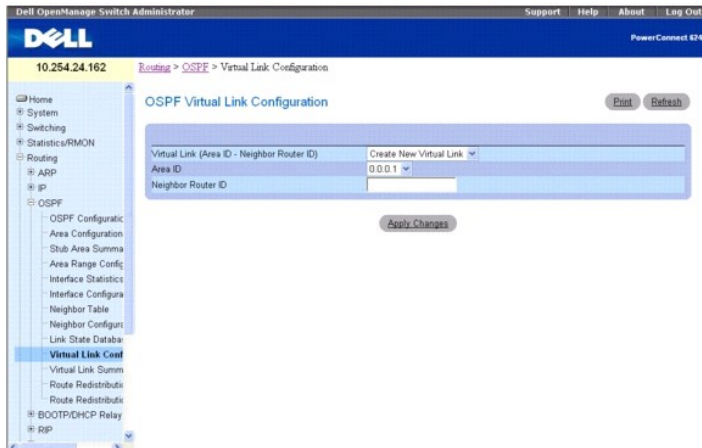 Dell OpenManage Switch Administrator
Support Help About Log Out
DELL
PowerConnect 624
10.254.24.162
Routing > OSPF > Virtual Link Configuration
Home
System
Switching
Statistics/RMON
Routing
ARP
IP
OSPF
OSPF Configuratic
Area Configuration
Stub Area Summa
Area Range Config
Interface Statistics
Interface Configura
Neighbor Table
Neighbor Configura
Link State Databa
Virtual Link Conf
Virtual Link Summ
Route Redistributic
Route Redistributic
BOOTP/DHCP Relay
RIP
OSPF Virtual Link Configuration
Print Refresh
Virtual Link (Area ID - Neighbor Router ID) Create New Virtual Link
Area ID 0.0.0.1
Neighbor Router ID
Apply Changes